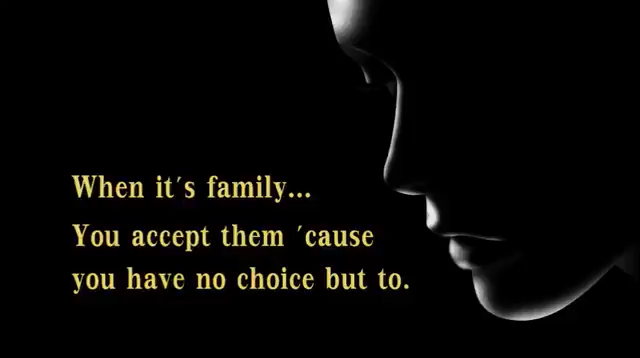 When it's family...
You accept them 'cause
you have no choice but to.